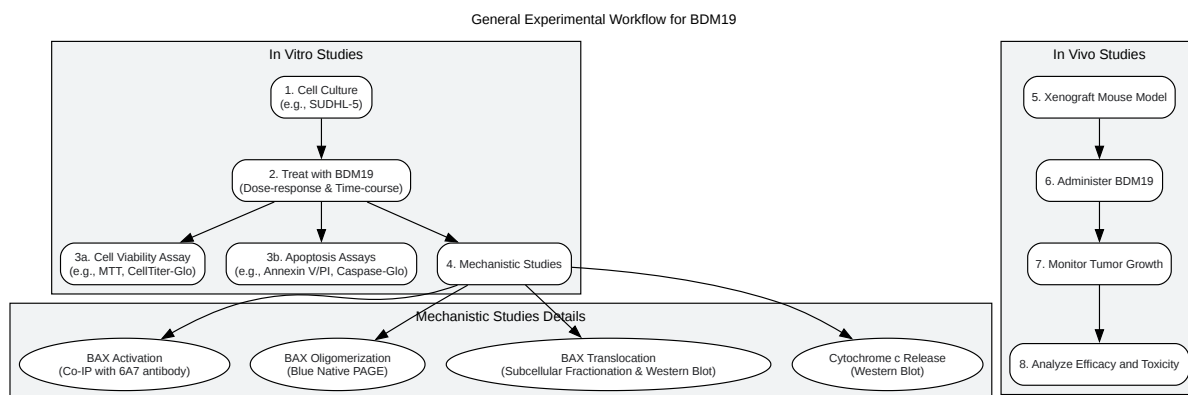 General Experimental Workflow for BDM19
In Vitro Studies
1. Cell Culture
(e.g., SUDHL-5)
2. Treat with BDM19
(Dose-response & Time-course)
3a. Cell Viability Assay
(e.g., MTT, CellTiter-Glo)
3b. Apoptosis Assays
(e.g., Annexin V/PI, Caspase-Glo)
4. Mechanistic Studies
Mechanistic Studies Details
BAX Activation
(Co-IP with 6A7 antibody)
BAX Oligomerization
(Blue Native PAGE)
BAX Translocation
(Subcellular Fractionation & Western Blot)
Cytochrome c Release
(Western Blot)
In Vivo Studies
5. Xenograft Mouse Model
6. Administer BDM19
7. Monitor Tumor Growth
8. Analyze Efficacy and Toxicity